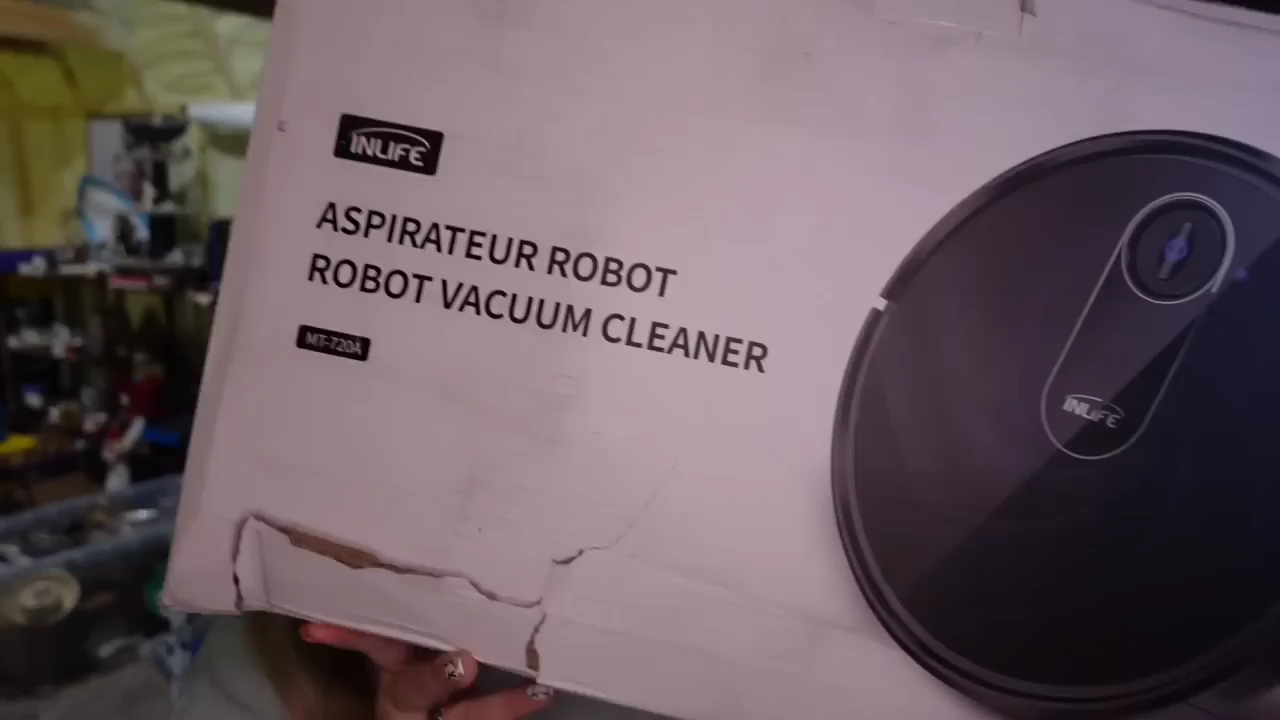 INLIFE
ASPIRATEUR ROBOT
ROBOT VACUUM CLEANER
MT-720A
INLIFE